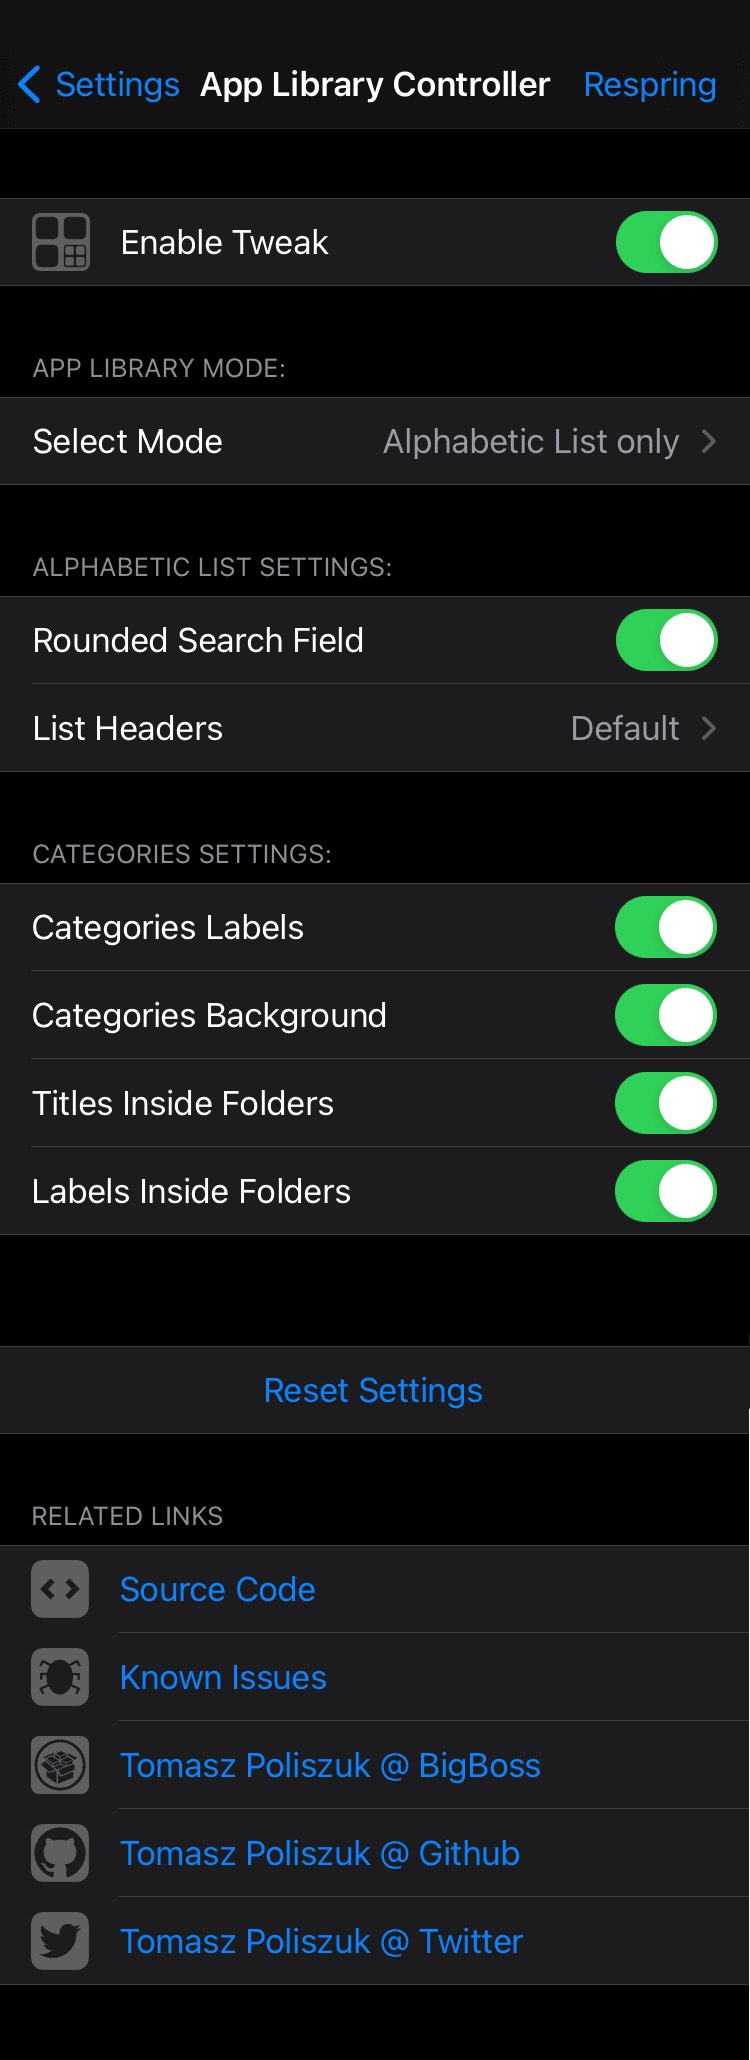 Settings App Library Controller Respring
Enable Tweak
APP LIBRARY MODE:
Select Mode Alphabetic List only
ALPHABETIC LIST SETTINGS:
Rounded Search Field
List Headers Default
CATEGORIES SETTINGS:
Categories Labels
Categories Background
Titles Inside Folders
Labels Inside Folders
Reset Settings
RELATED LINKS
Source Code
Known Issues
Tomasz Poliszuk @ BigBoss
Tomasz Poliszuk @ Github
Tomasz Poliszuk @ Twitter